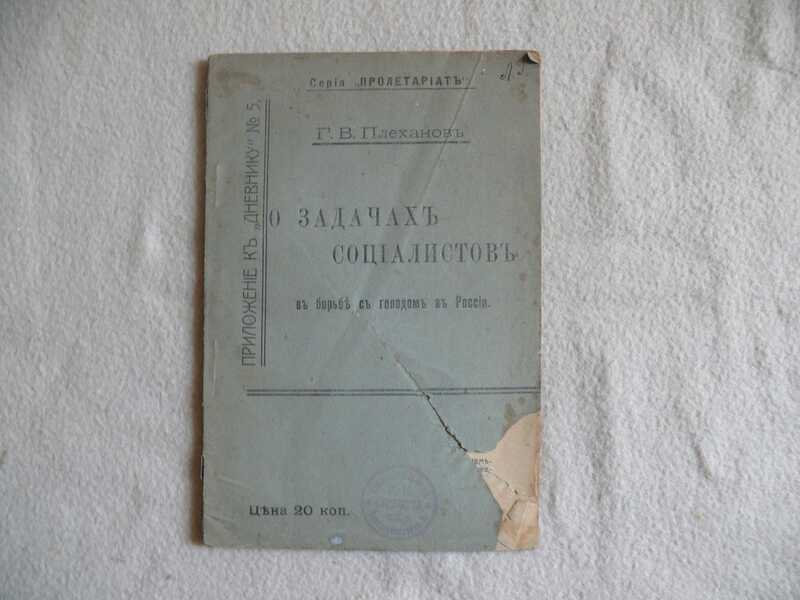 Серія „ПРОЛЕТАРІАТЪ“.
Г. В. Плехановъ
ПРИЛОЖЕНІЕ КЪ „ДНЕВНИКУ“ № 5.
О ЗАДАЧАХЪ
СОЦІАЛИСТОВЪ
въ борьбѣ съ голодомъ въ Россіи.
Цѣна 20 коп.